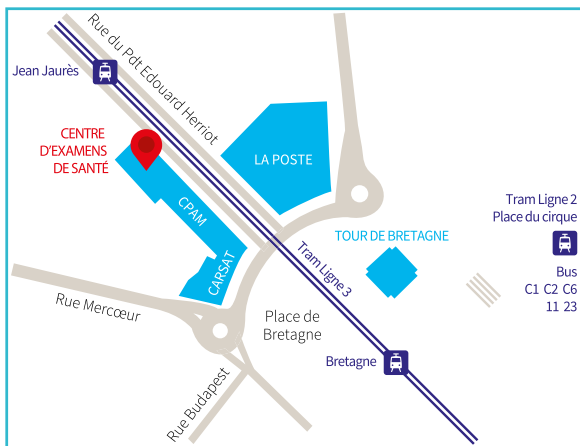 Rue du Pdt Edouard Herriot
Jean Jaurès
CENTRE
D'EXAMENS
DE SANTÉ
LA POSTE
CPAM
CARSAT
TOUR DE BRETAGNE
Tram Ligne 2
Place du cirque
Bus
C1 C2 C6
11 23
Tram Ligne 3
Rue Mercœur
Place de
Bretagne
Bretagne
Rue Budapest